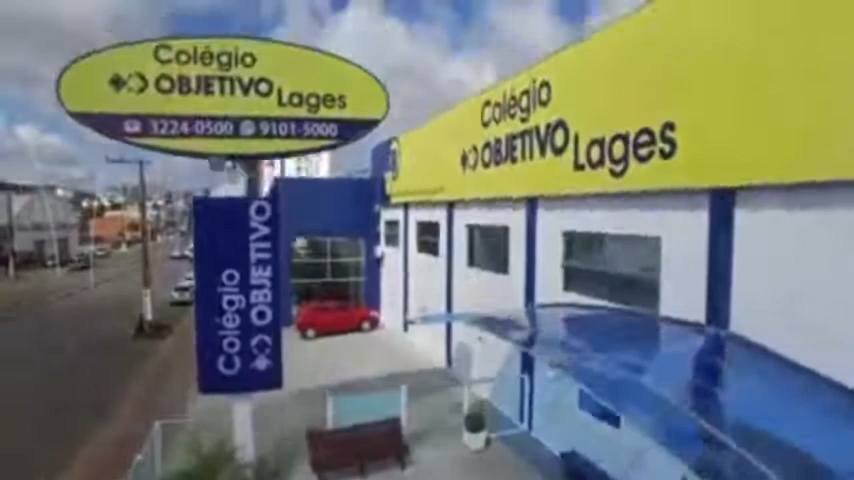 Colégio
OBJETIVO
Lages
3224-0500 9101-5000
Colégio
OBJETIVO
Lages
Colégio
OBJETIVO